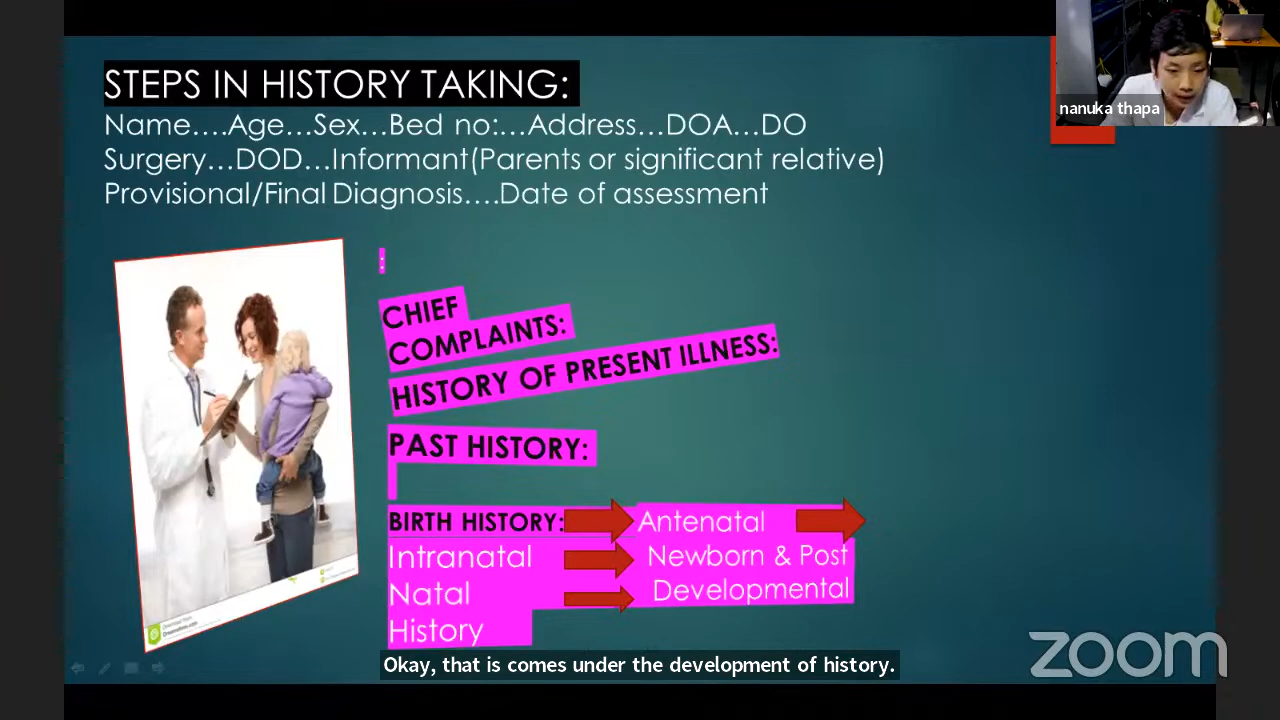 STEPS IN HISTORY TAKING:
Name....Age...Sex...Bed no:...Address...DOA...DO
Surgery...DOD...Informant(Parents or significant relative)
Provisional/Final Diagnosis....Date of assessment
nanuka thapa
:
CHIEF
COMPLAINTS:
HISTORY OF PRESENT ILLNESS:
PAST HISTORY:
BIRTH HISTORY: Antenatal
Intranatal Newborn & Post
Natal Developmental
History
Okay, that is comes under the development of history.
zoom